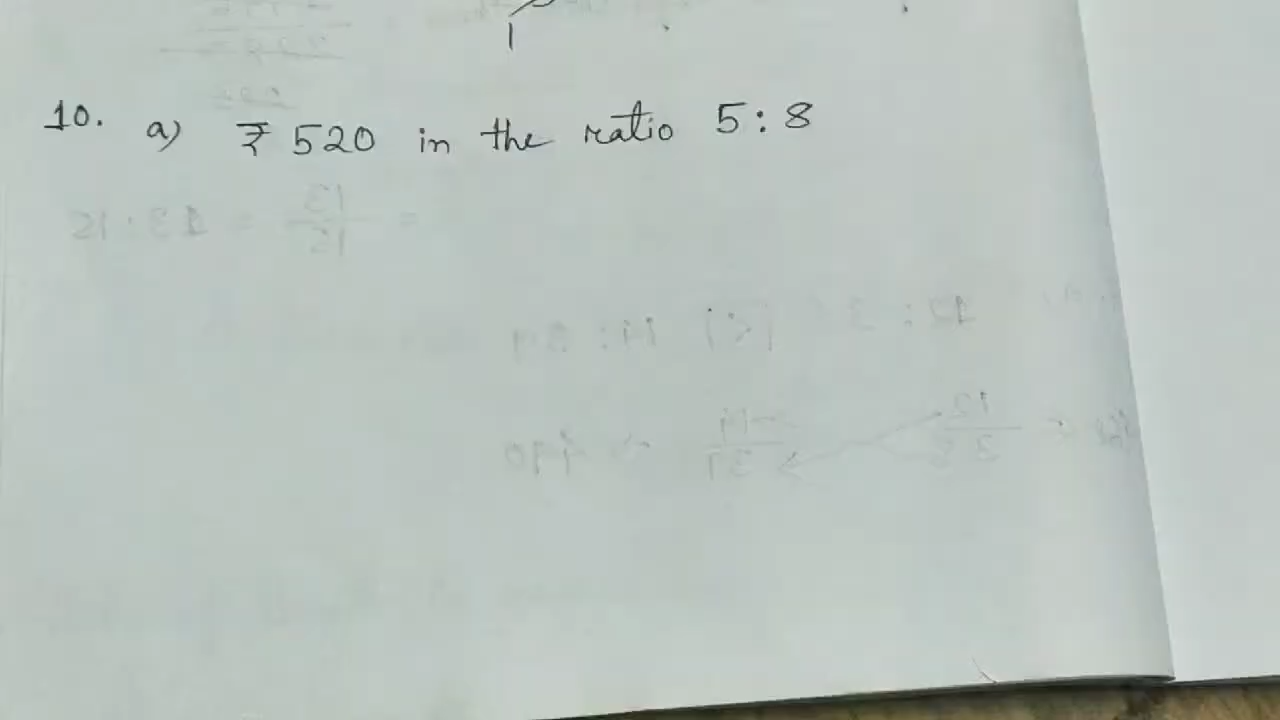 10. a) ₹ 520 in the ratio 5 : 8